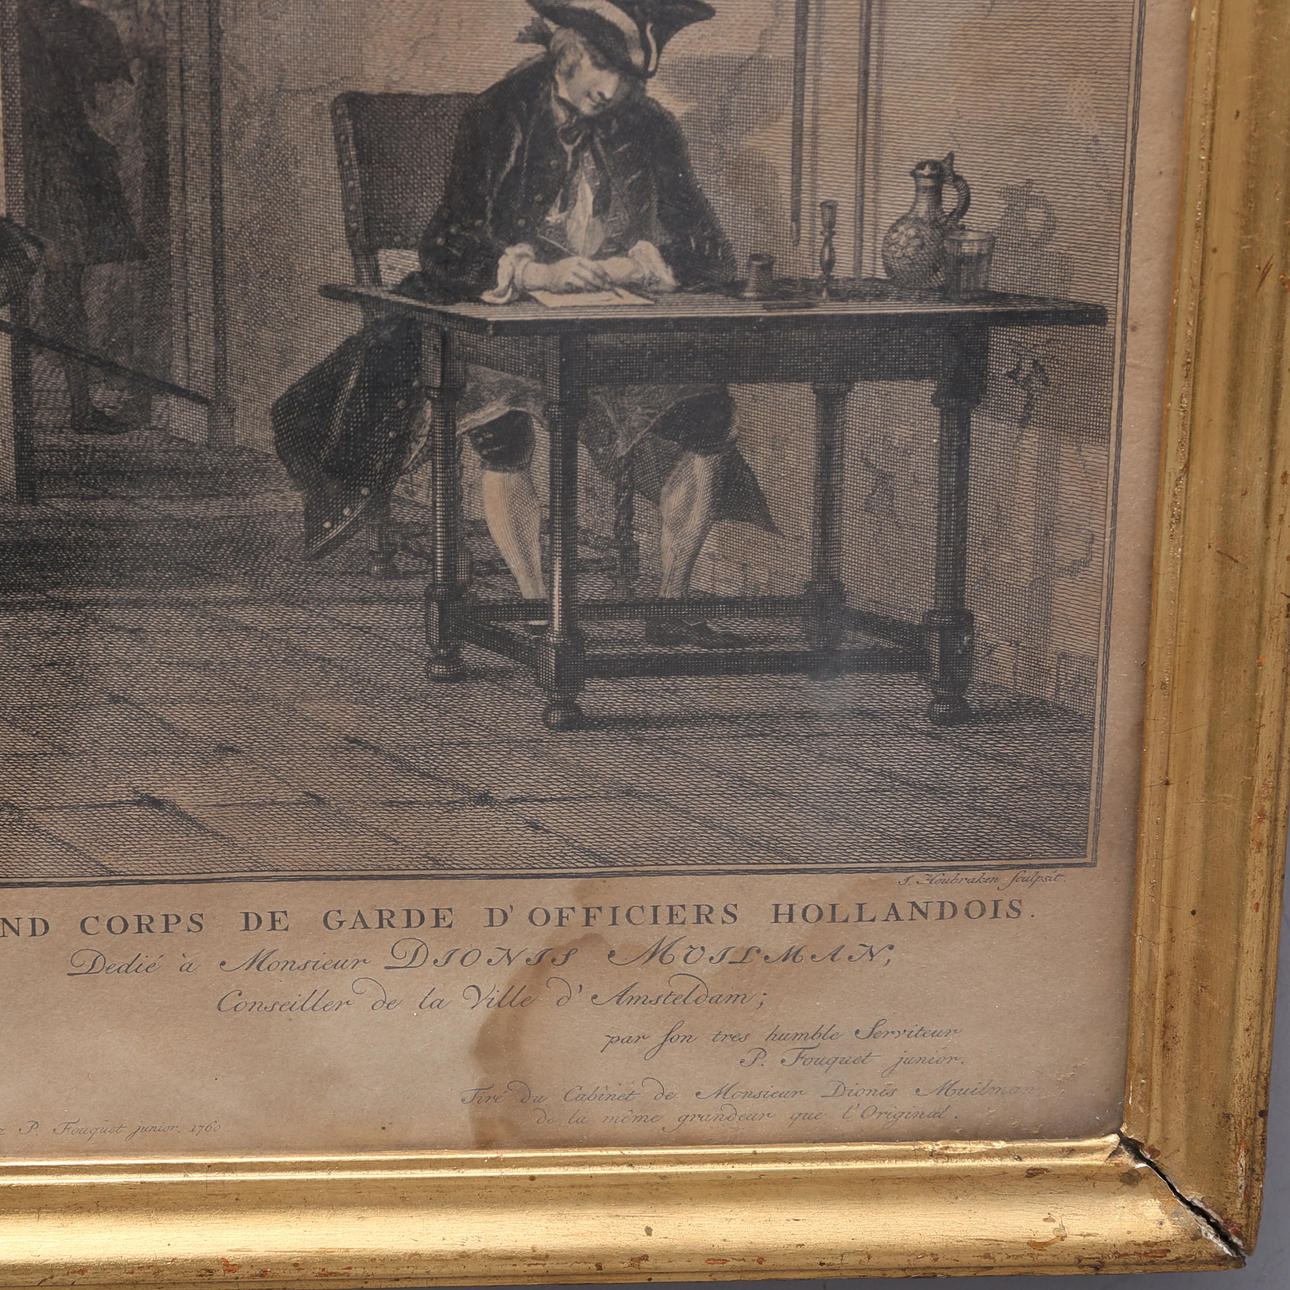 J. Houbraken sculpsit.
ND CORPS DE GARDE D'OFFICIERS HOLLANDOIS.
Dedié à Monsieur DIONIS MUILMAN,
Conseiller de la Ville d'Amsteldam;
par son tres humble Serviteur
P. Fouquet junior.
Tiré du Cabinet de Monsieur Dionis Muilman,
de la même grandeur que l'Original.
P. Fouquet junior. 1760